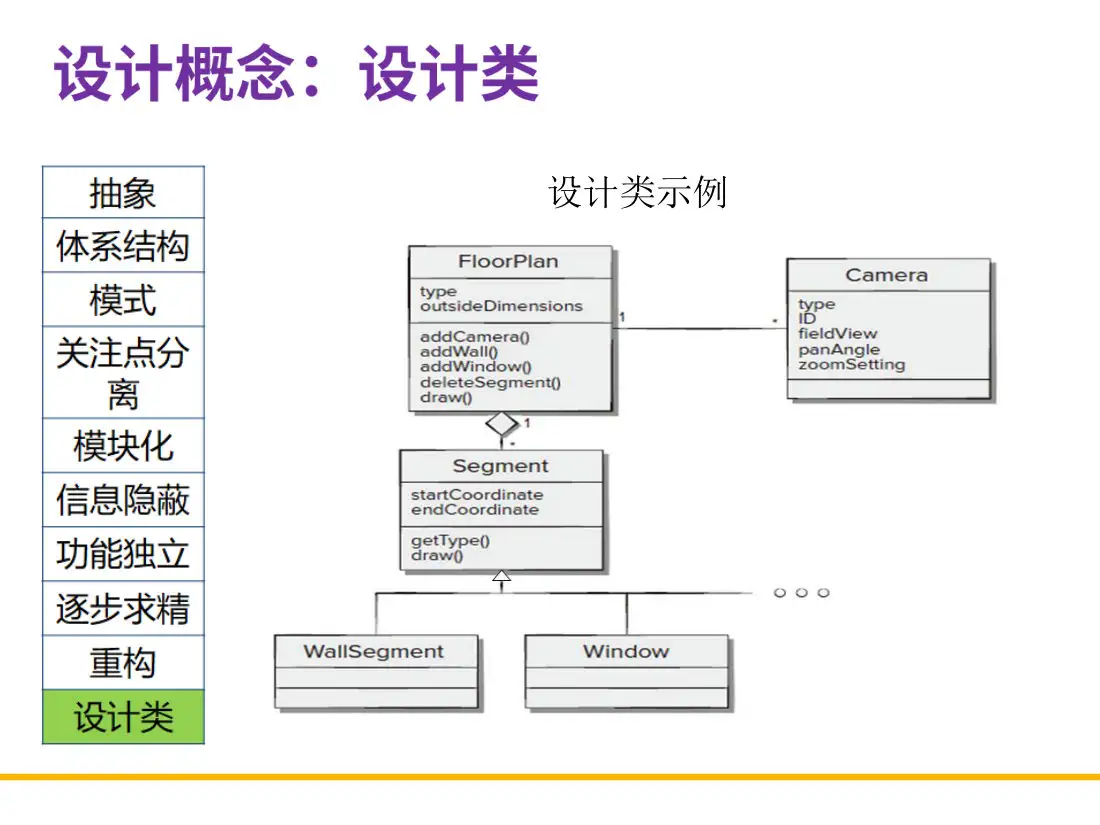 设计概念：设计类
抽象
体系结构
模式
关注点分
离
模块化
信息隐蔽
功能独立
逐步求精
重构
设计类
设计类示例
FloorPlan
type
outsideDimensions
addCamera()
addWall()
addWindow()
deleteSegment()
draw()
1
*
Camera
type
ID
fieldView
panAngle
zoomSetting
1
*
Segment
startCoordinate
endCoordinate
getType()
draw()
WallSegment
Window